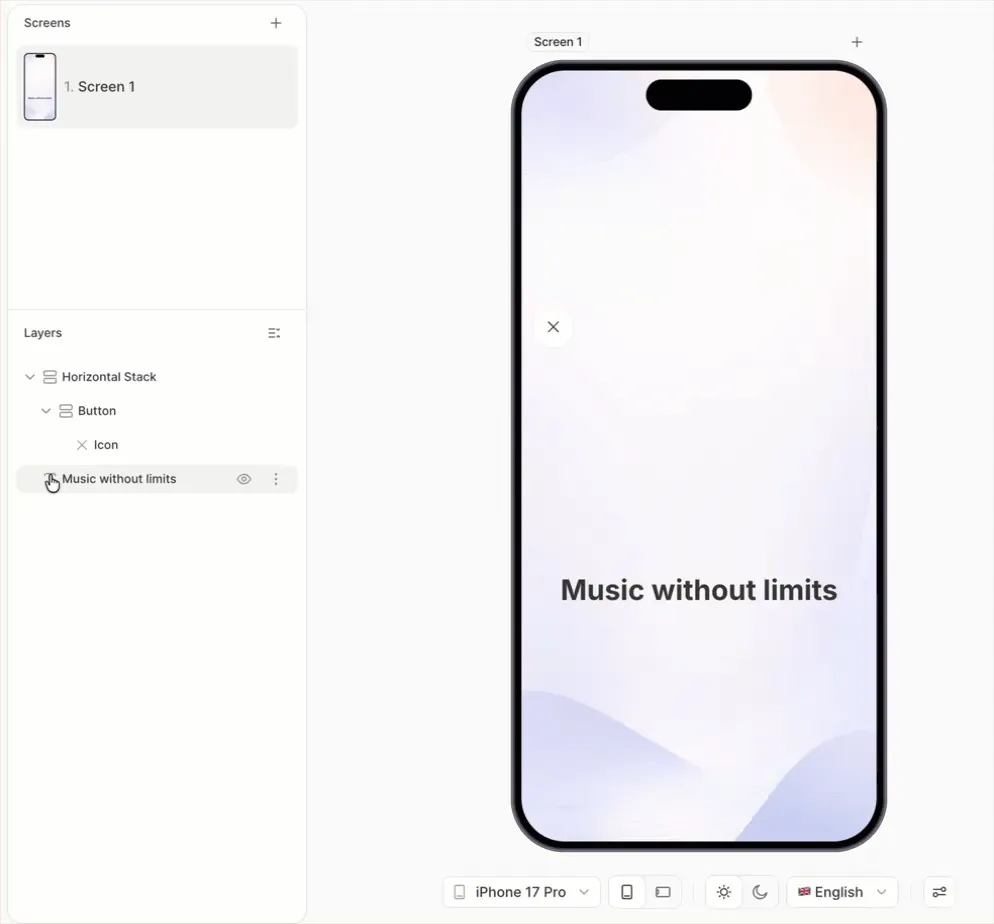 Screens
1. Screen 1
Layers
Horizontal Stack
Button
Icon
Music without limits
Screen 1
Music without limits
iPhone 17 Pro
English